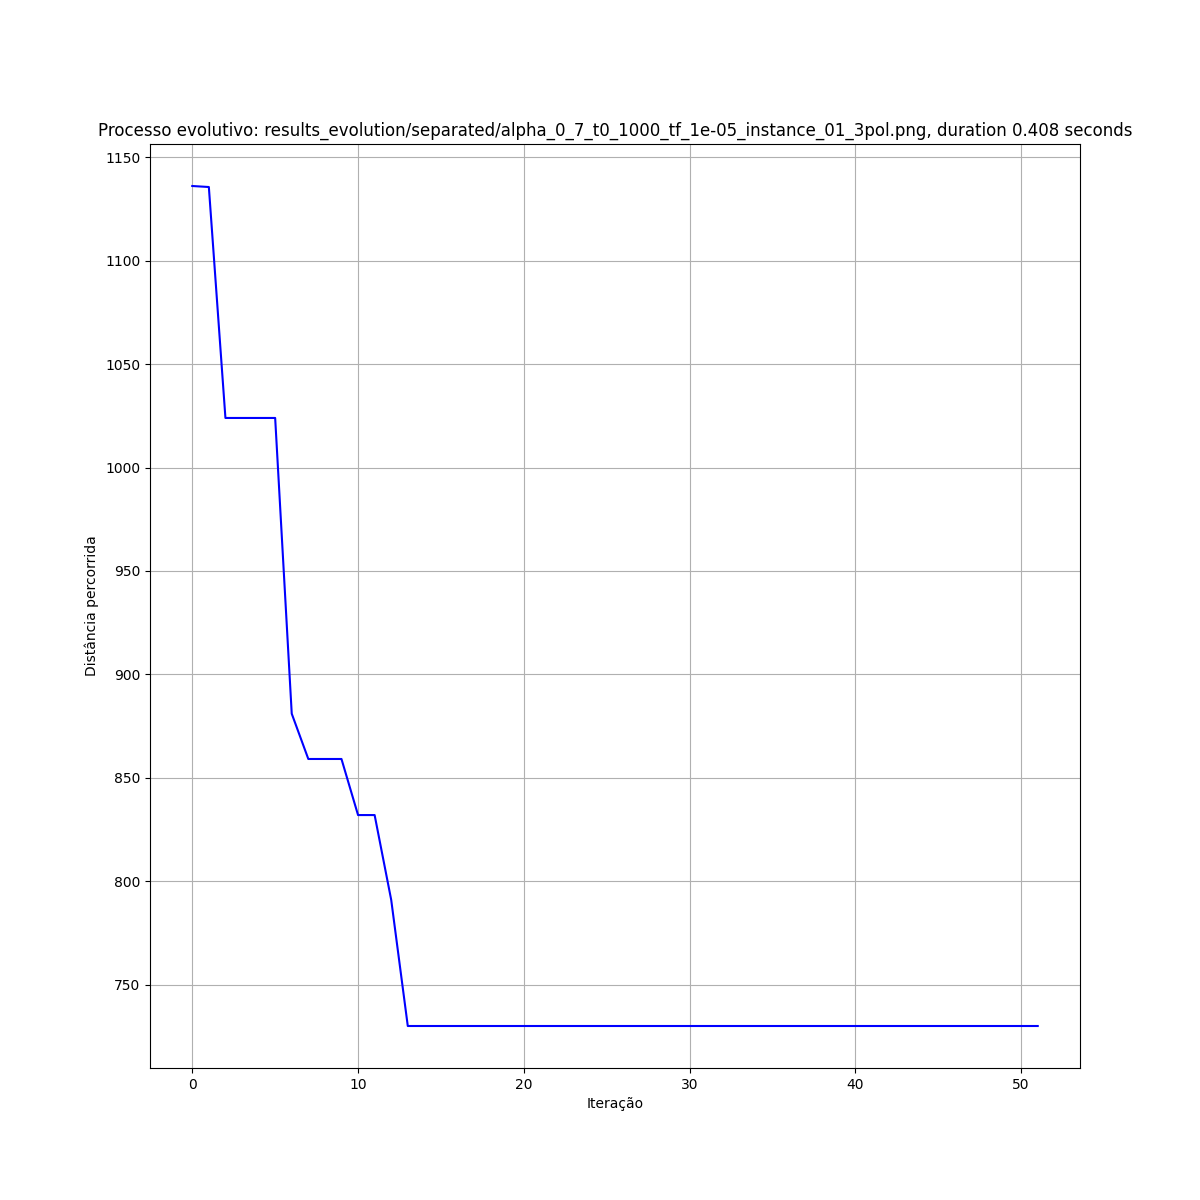 Processo evolutivo: results_evolution/separated/alpha_0_7_t0_1000_tf_1e-05_instance_01_3pol.png, duration 0.408 seconds
1150
1100
1050
1000
950
900
850
800
750
Distância percorrida
0 10 20 30 40 50
Iteração